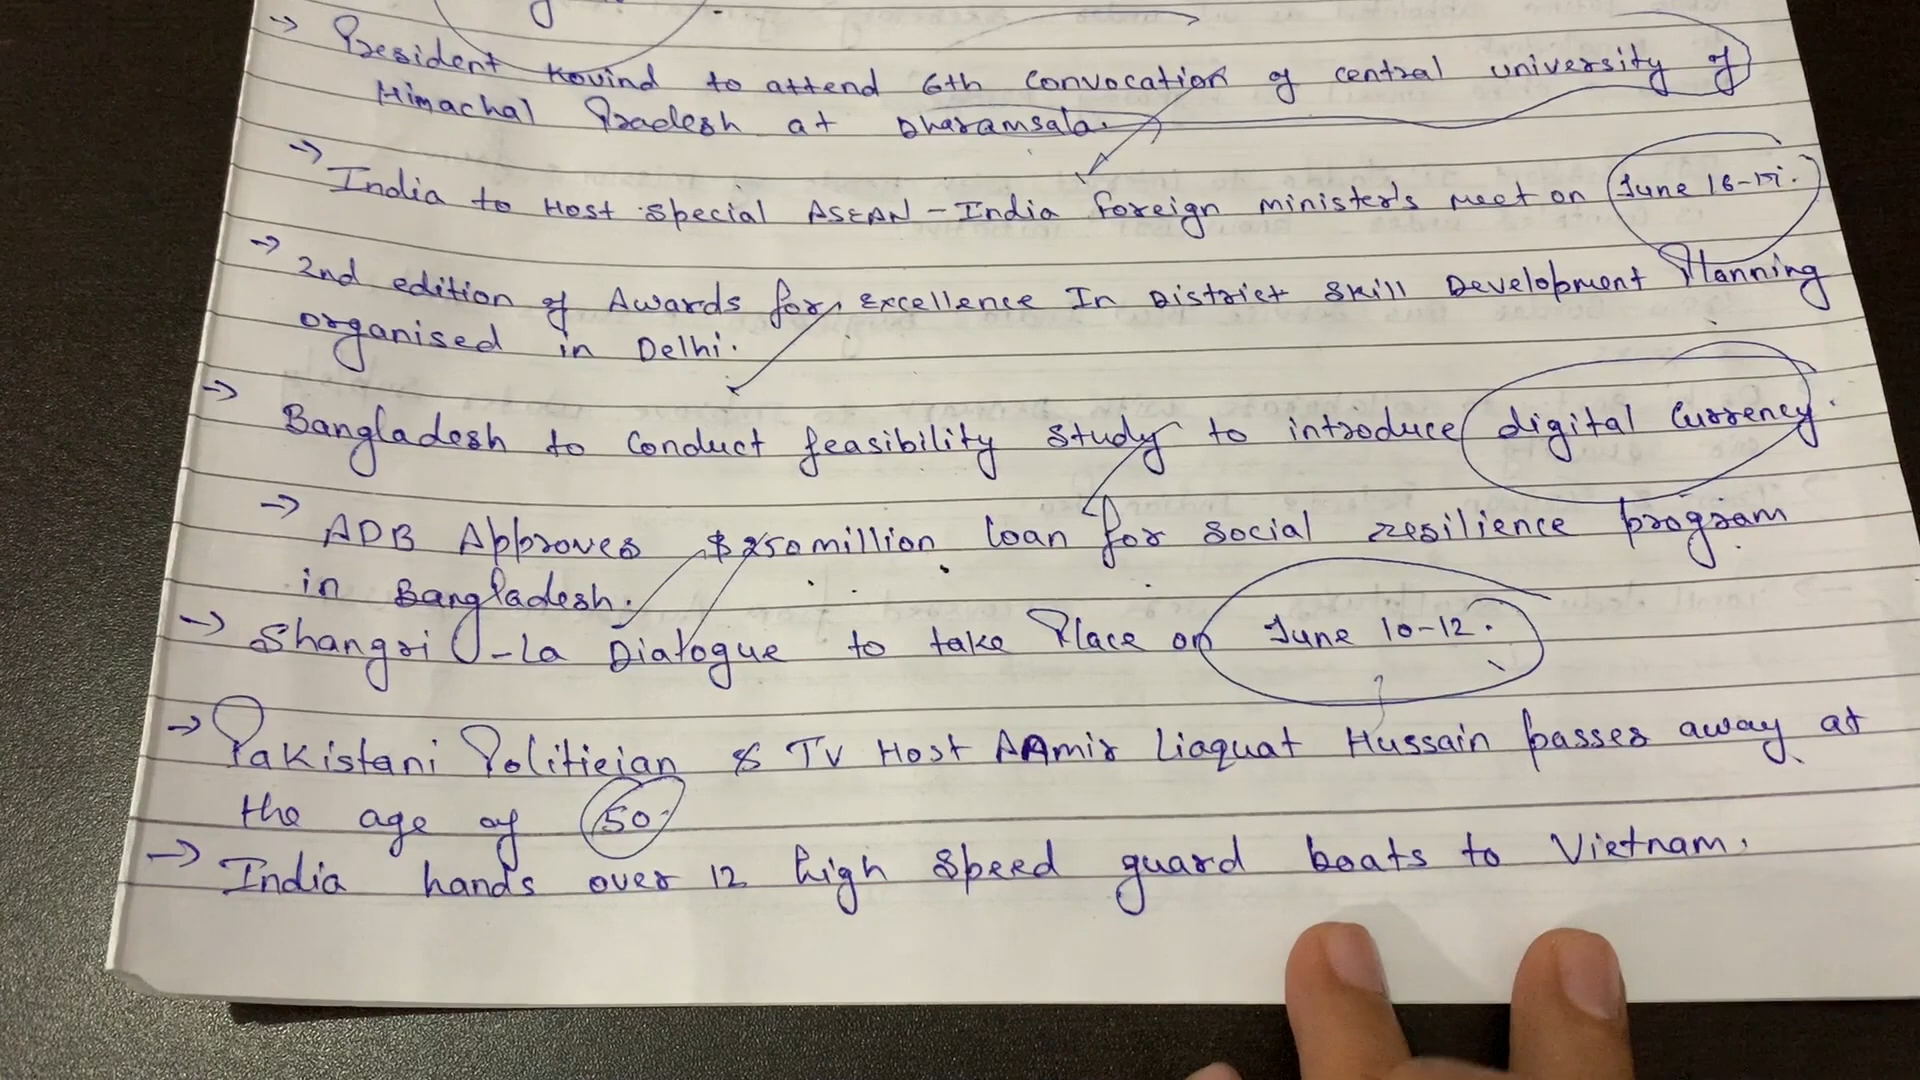 → President Kovind to attend 6th convocation of central university of
Himachal Pradesh at Dharamsala.
→ India to Host special ASEAN-India foreign minister's meet on June 16-17.
→ 2nd edition of Awards for Excellence In District Skill Development Planning
organised in Delhi.
→ Bangladesh to conduct feasibility study to introduce digital currency.
→ ADB Approves $250 million loan for social resilience program
in Bangladesh.
→ Shangri-La Dialogue to take Place on June 10-12.
→ Pakistani Politician & TV Host AAmir Liaquat Hussain passes away at
the age of 50.
→ India hands over 12 high speed guard boats to Vietnam.